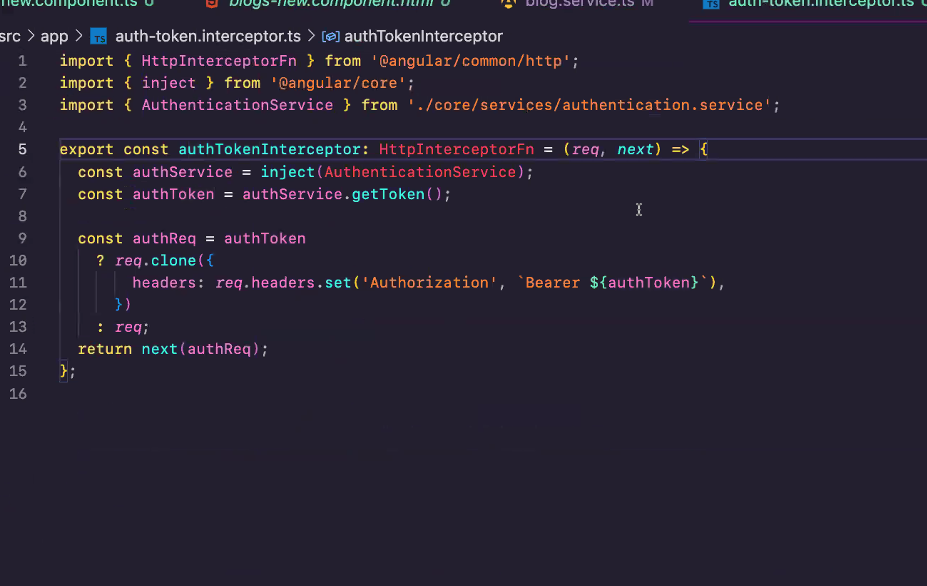 new.component.ts U blogs-new.component.html U blog.service.ts M auth-token.interceptor.ts
src > app > TS auth-token.interceptor.ts > authTokenInterceptor
1 import { HttpInterceptorFn } from '@angular/common/http';
2 import { inject } from '@angular/core';
3 import { AuthenticationService } from './core/services/authentication.service';
4
5 export const authTokenInterceptor: HttpInterceptorFn = (req, next) => {
6 const authService = inject(AuthenticationService);
7 const authToken = authService.getToken();
8
9 const authReq = authToken
10 ? req.clone({
11 headers: req.headers.set('Authorization', `Bearer ${authToken}`),
12 })
13 : req;
14 return next(authReq);
15 };
16